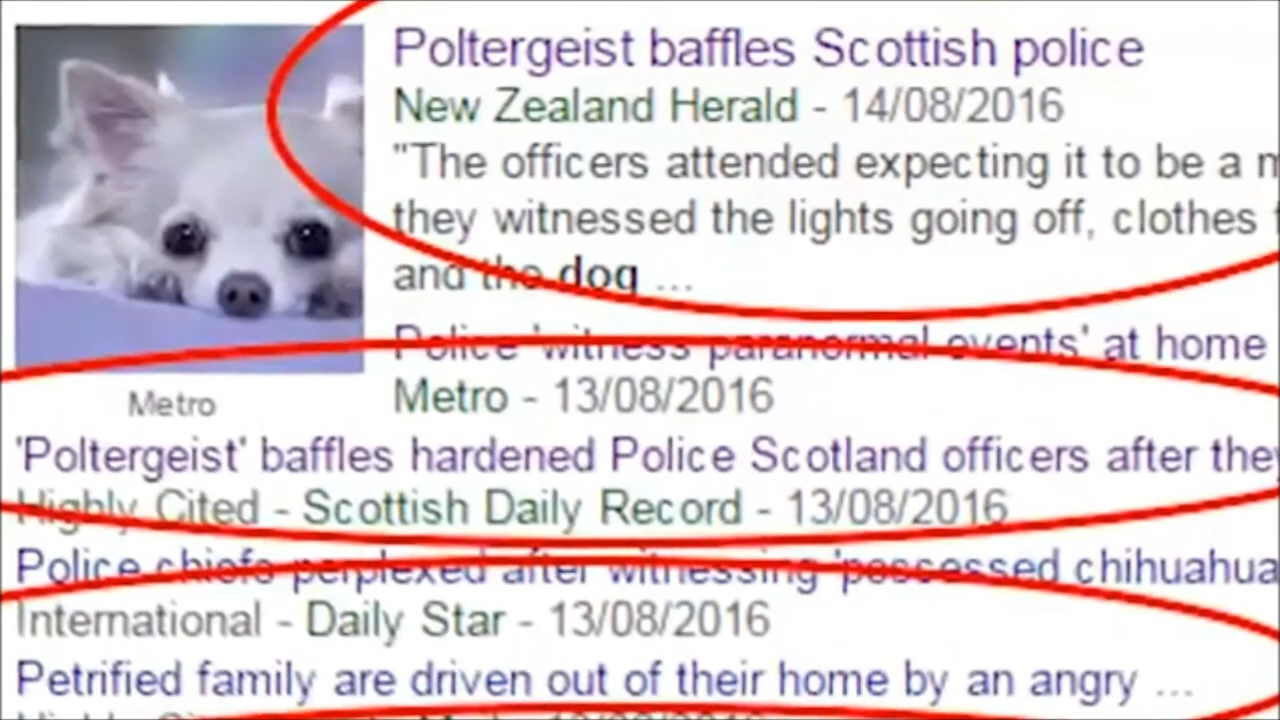 Poltergeist baffles Scottish police
New Zealand Herald - 14/08/2016
"The officers attended expecting it to be a
they witnessed the lights going off, clothes
and the dog ...
Police 'witness paranormal events' at home
Metro - 13/08/2016
Metro
'Poltergeist' baffles hardened Police Scotland officers after they
Highly Cited - Scottish Daily Record - 13/08/2016
Police chiefs perplexed after witnessing 'possessed chihuahua
International - Daily Star - 13/08/2016
Petrified family are driven out of their home by an angry ...